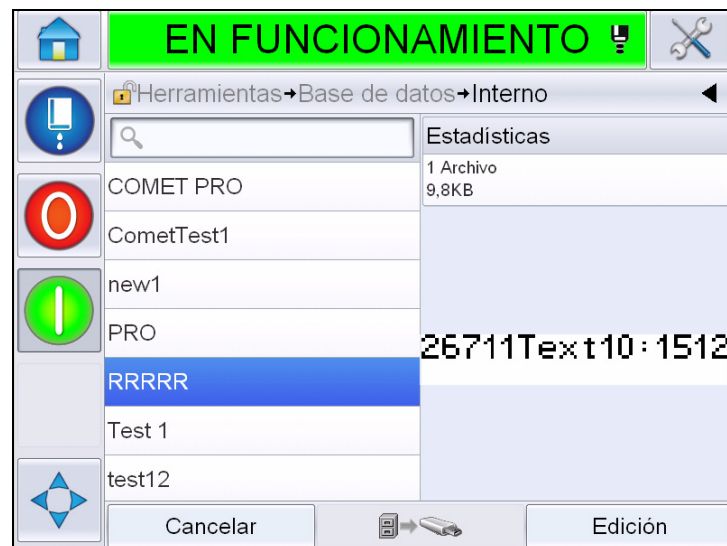 EN FUNCIONAMIENTO
Herramientas→Base de datos→Interno
Estadísticas
1 Archivo
9,8KB
COMET PRO
CometTest1
new1
PRO
RRRRR
Test 1
test12
26711Text10:1512
Cancelar
Edición